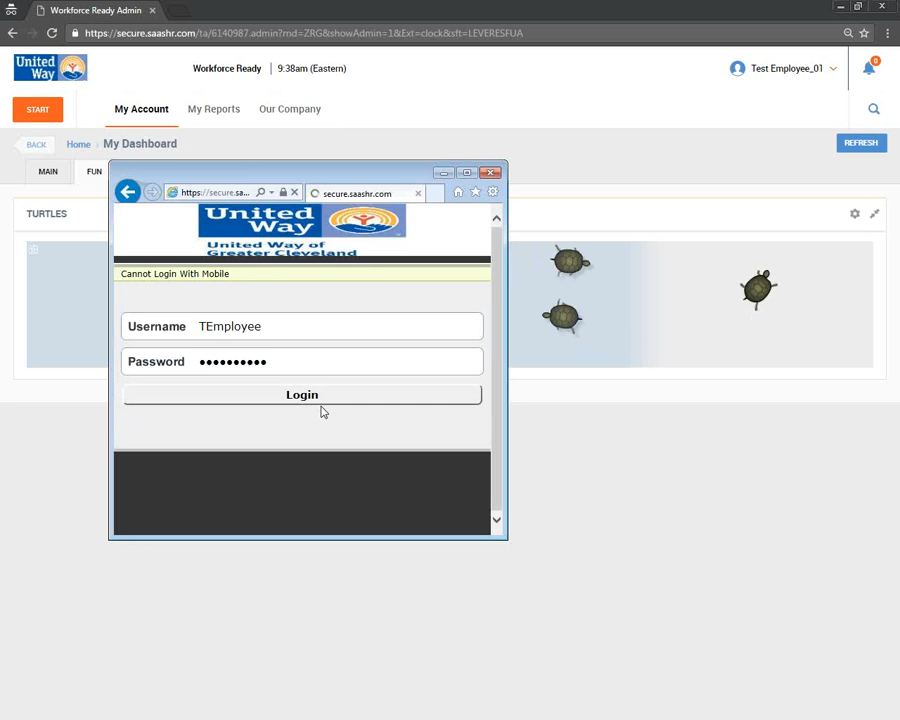 Workforce Ready Admin
https://secure.saashr.com/ta/6140987.admin?rnd=ZRG&showAdmin=1&Ext=clock&sft=LEVERESFUA
United Way
Workforce Ready
9:38am (Eastern)
Test Employee_01
0
START
My Account
My Reports
Our Company
BACK
Home
My Dashboard
REFRESH
MAIN
FUN
TURTLES
https://secure.sa...
secure.saashr.com
United Way
United Way of
Greater Cleveland
Cannot Login With Mobile
Username TEmployee
Password ••••••••••
Login